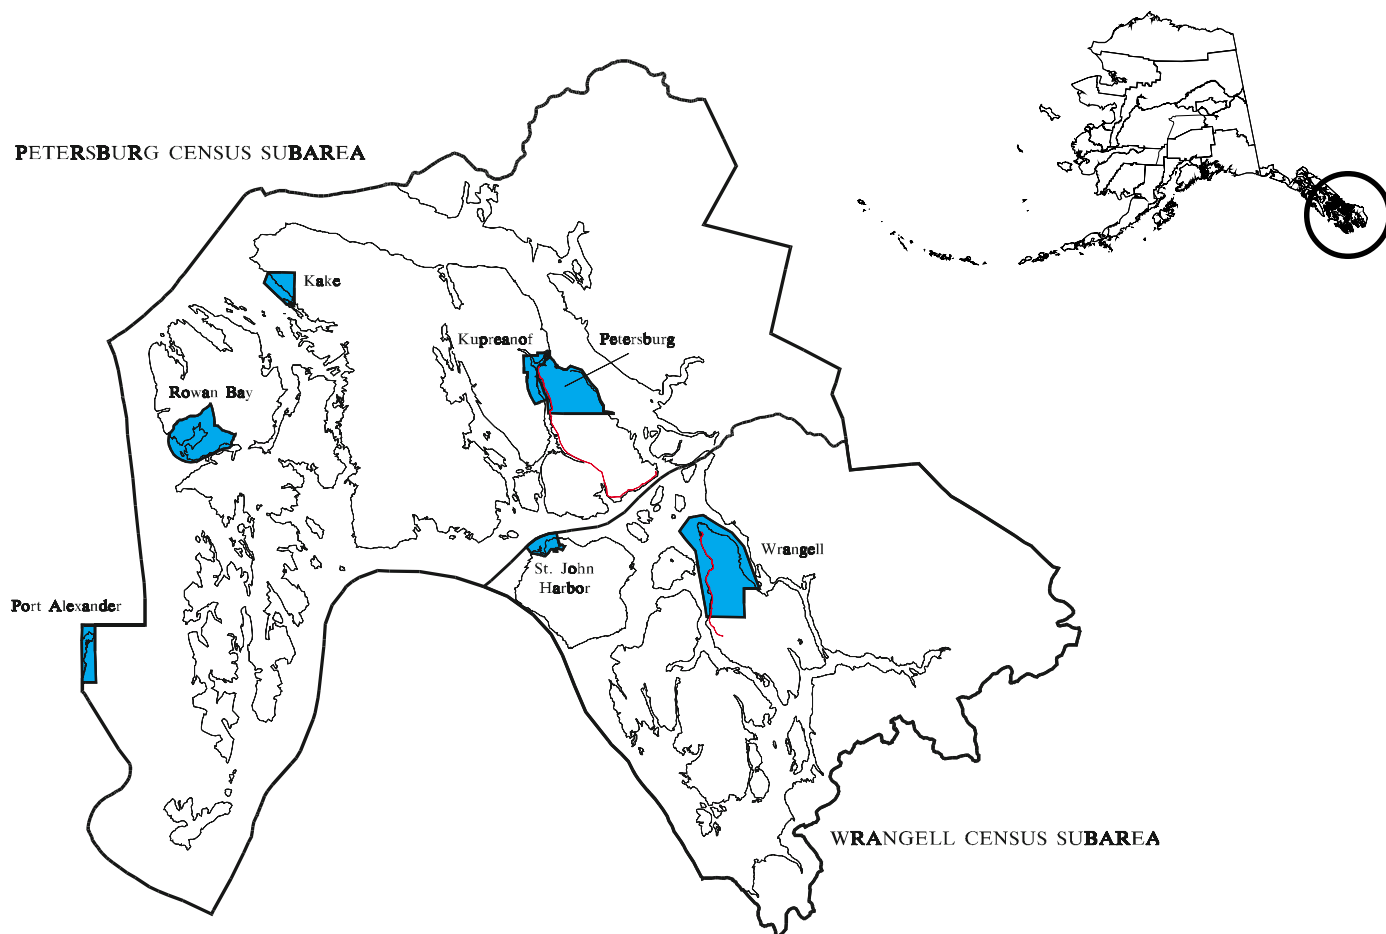 PETERSBURG CENSUS SUBAREA
Kake
Kupreanof
Petersburg
Rowan Bay
Wrangell
St. John
Harbor
Port Alexander
WRANGELL CENSUS SUBAREA